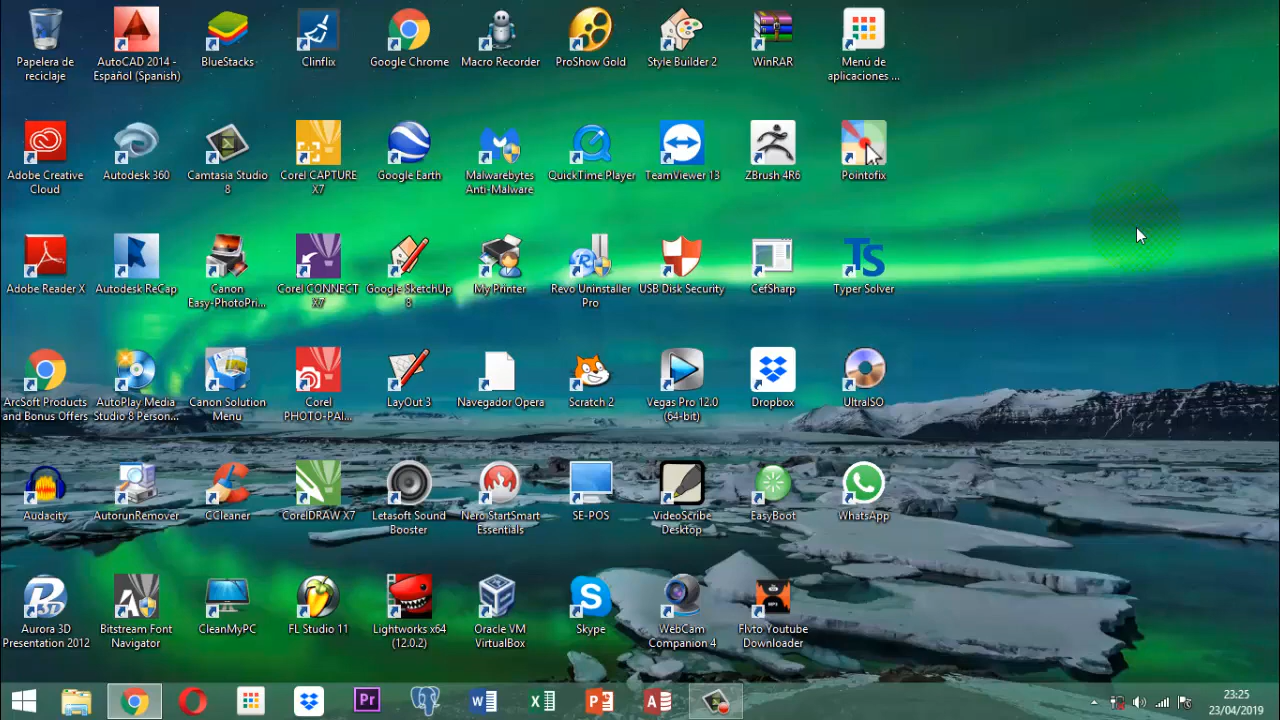 Papelera de
reciclaje
AutoCAD 2014 -
Español (Spanish)
BlueStacks
Clinflix
Google Chrome
Macro Recorder
ProShow Gold
Style Builder 2
WinRAR
Menú de
aplicaciones ...
Adobe Creative
Cloud
Autodesk 360
Camtasia Studio
8
Corel CAPTURE
X7
Google Earth
Malwarebytes
Anti-Malware
QuickTime Player
TeamViewer 13
ZBrush 4R6
Pointofix
Adobe Reader X
Autodesk ReCap
Canon
Easy-PhotoPri...
Corel CONNECT
X7
Google SketchUp
8
My Printer
Revo Uninstaller
Pro
USB Disk Security
CefSharp
TS
Typer Solver
ArcSoft Products
and Bonus Offers
AutoPlay Media
Studio 8 Person...
Canon Solution
Menu
Corel
PHOTO-PAI...
LayOut 3
Navegador Opera
Scratch 2
Vegas Pro 12.0
(64-bit)
Dropbox
UltraISO
Audacity
AutorunRemover
CCleaner
CorelDRAW X7
Letasoft Sound
Booster
Nero StartSmart
Essentials
SE-POS
VideoScribe
Desktop
EasyBoot
WhatsApp
Aurora 3D
Presentation 2012
Bitstream Font
Navigator
CleanMyPC
FL Studio 11
Lightworks x64
(12.0.2)
Oracle VM
VirtualBox
Skype
WebCam
Companion 4
Flvto Youtube
Downloader
Pr
23:25
23/04/2019